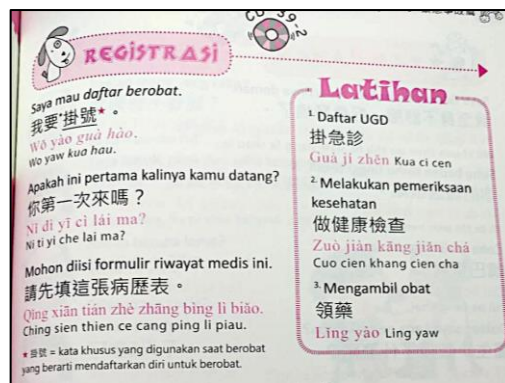 CD 39-2
REGISTRASI
Saya mau daftar berobat.
我要掛號★。
Wǒ yào guà hào.
Wo yaw kua hau.
Apakah ini pertama kalinya kamu datang?
你第一次來嗎？
Nǐ dì yī cì lái ma?
Ni ti yi che lai ma?
Mohon diisi formulir riwayat medis ini.
請先填這張病歷表。
Qǐng xiān tián zhè zhāng bìng lì biǎo.
Ching sien thien ce cang ping li piau.
★掛號 = kata khusus yang digunakan saat berobat
yang berarti mendaftarkan diri untuk berobat.
Latihan
1. Daftar UGD
掛急診
Guà jí zhěn Kua ci cen
2. Melakukan pemeriksaan
kesehatan
做健康檢查
Zuò jiàn kāng jiǎn chá
Cuo cien khang cien cha
3. Mengambil obat
領藥
Lǐng yào Ling yaw